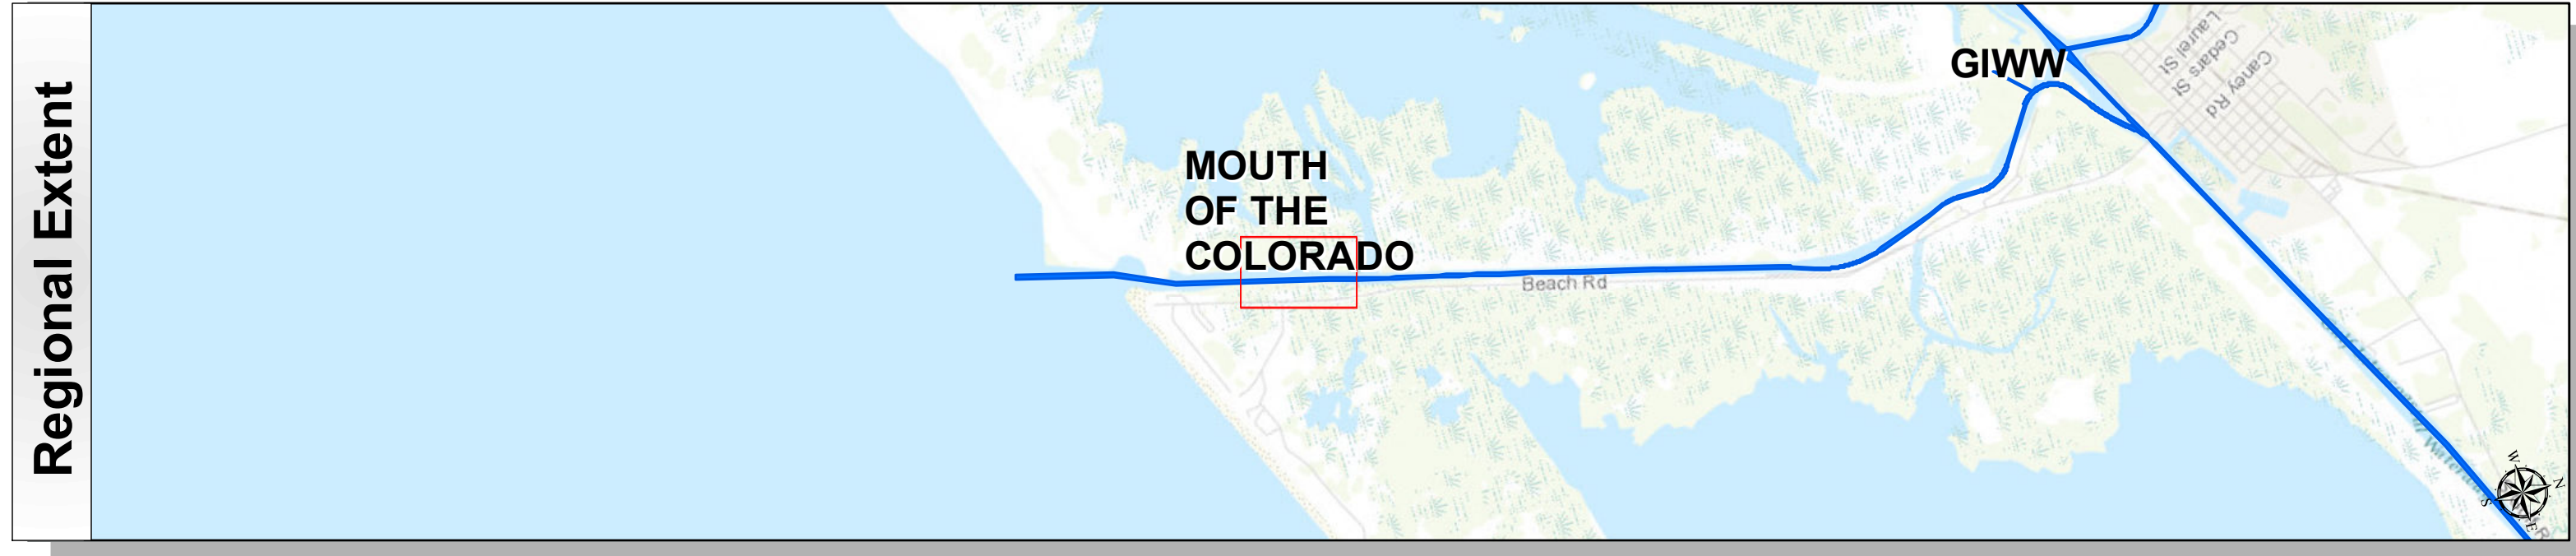 Regional Extent
GIWW
MOUTH
OF THE
COLORADO
Beach Rd
Laurel St
Cedars St
Caney Rd
W
N
S
E